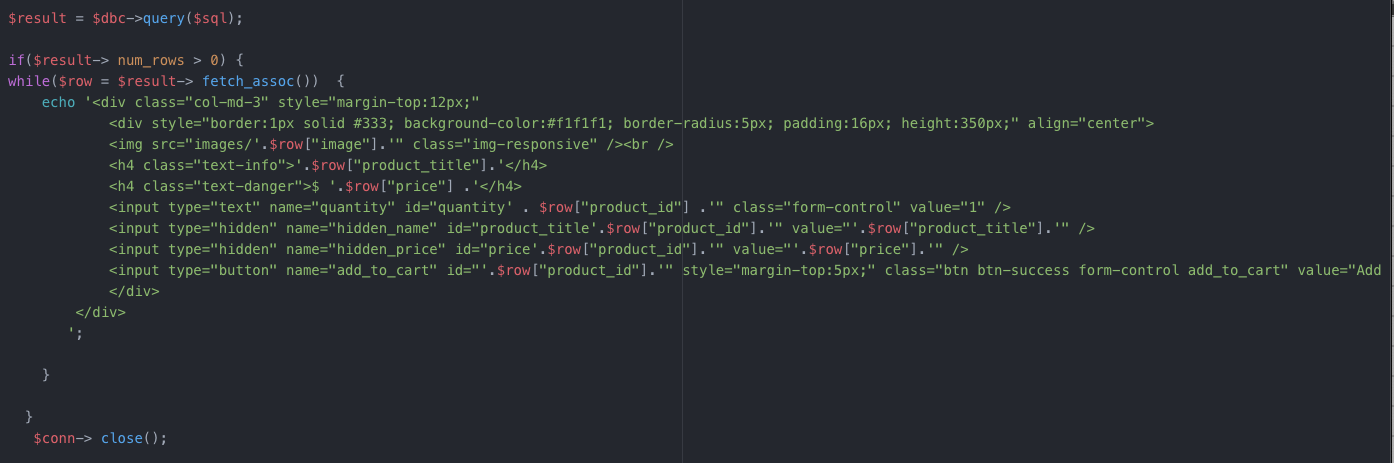 $result = $dbc->query($sql);
if($result-> num_rows > 0) {
while($row = $result-> fetch_assoc())  {
echo '<div class="col-md-3" style="margin-top:12px;"
<div style="border:1px solid #333; background-color:#f1f1f1; border-radius:5px; padding:16px; height:350px;" align="center">
<img src="images/'.$row["image"].'" class="img-responsive" /><br />
<h4 class="text-info">'.$row["product_title"].'</h4>
<h4 class="text-danger">$ '.$row["price"] .'</h4>
<input type="text" name="quantity" id="quantity' . $row["product_id"] .'" class="form-control" value="1" />
<input type="hidden" name="hidden_name" id="product_title'.$row["product_id"].'" value="'.$row["product_title"].'" />
<input type="hidden" name="hidden_price" id="price'.$row["product_id"].'" value="'.$row["price"].'" />
<input type="button" name="add_to_cart" id="'.$row["product_id"].'" style="margin-top:5px;" class="btn btn-success form-control add_to_cart" value="Add
</div>
</div>
';
}
}
$conn-> close();